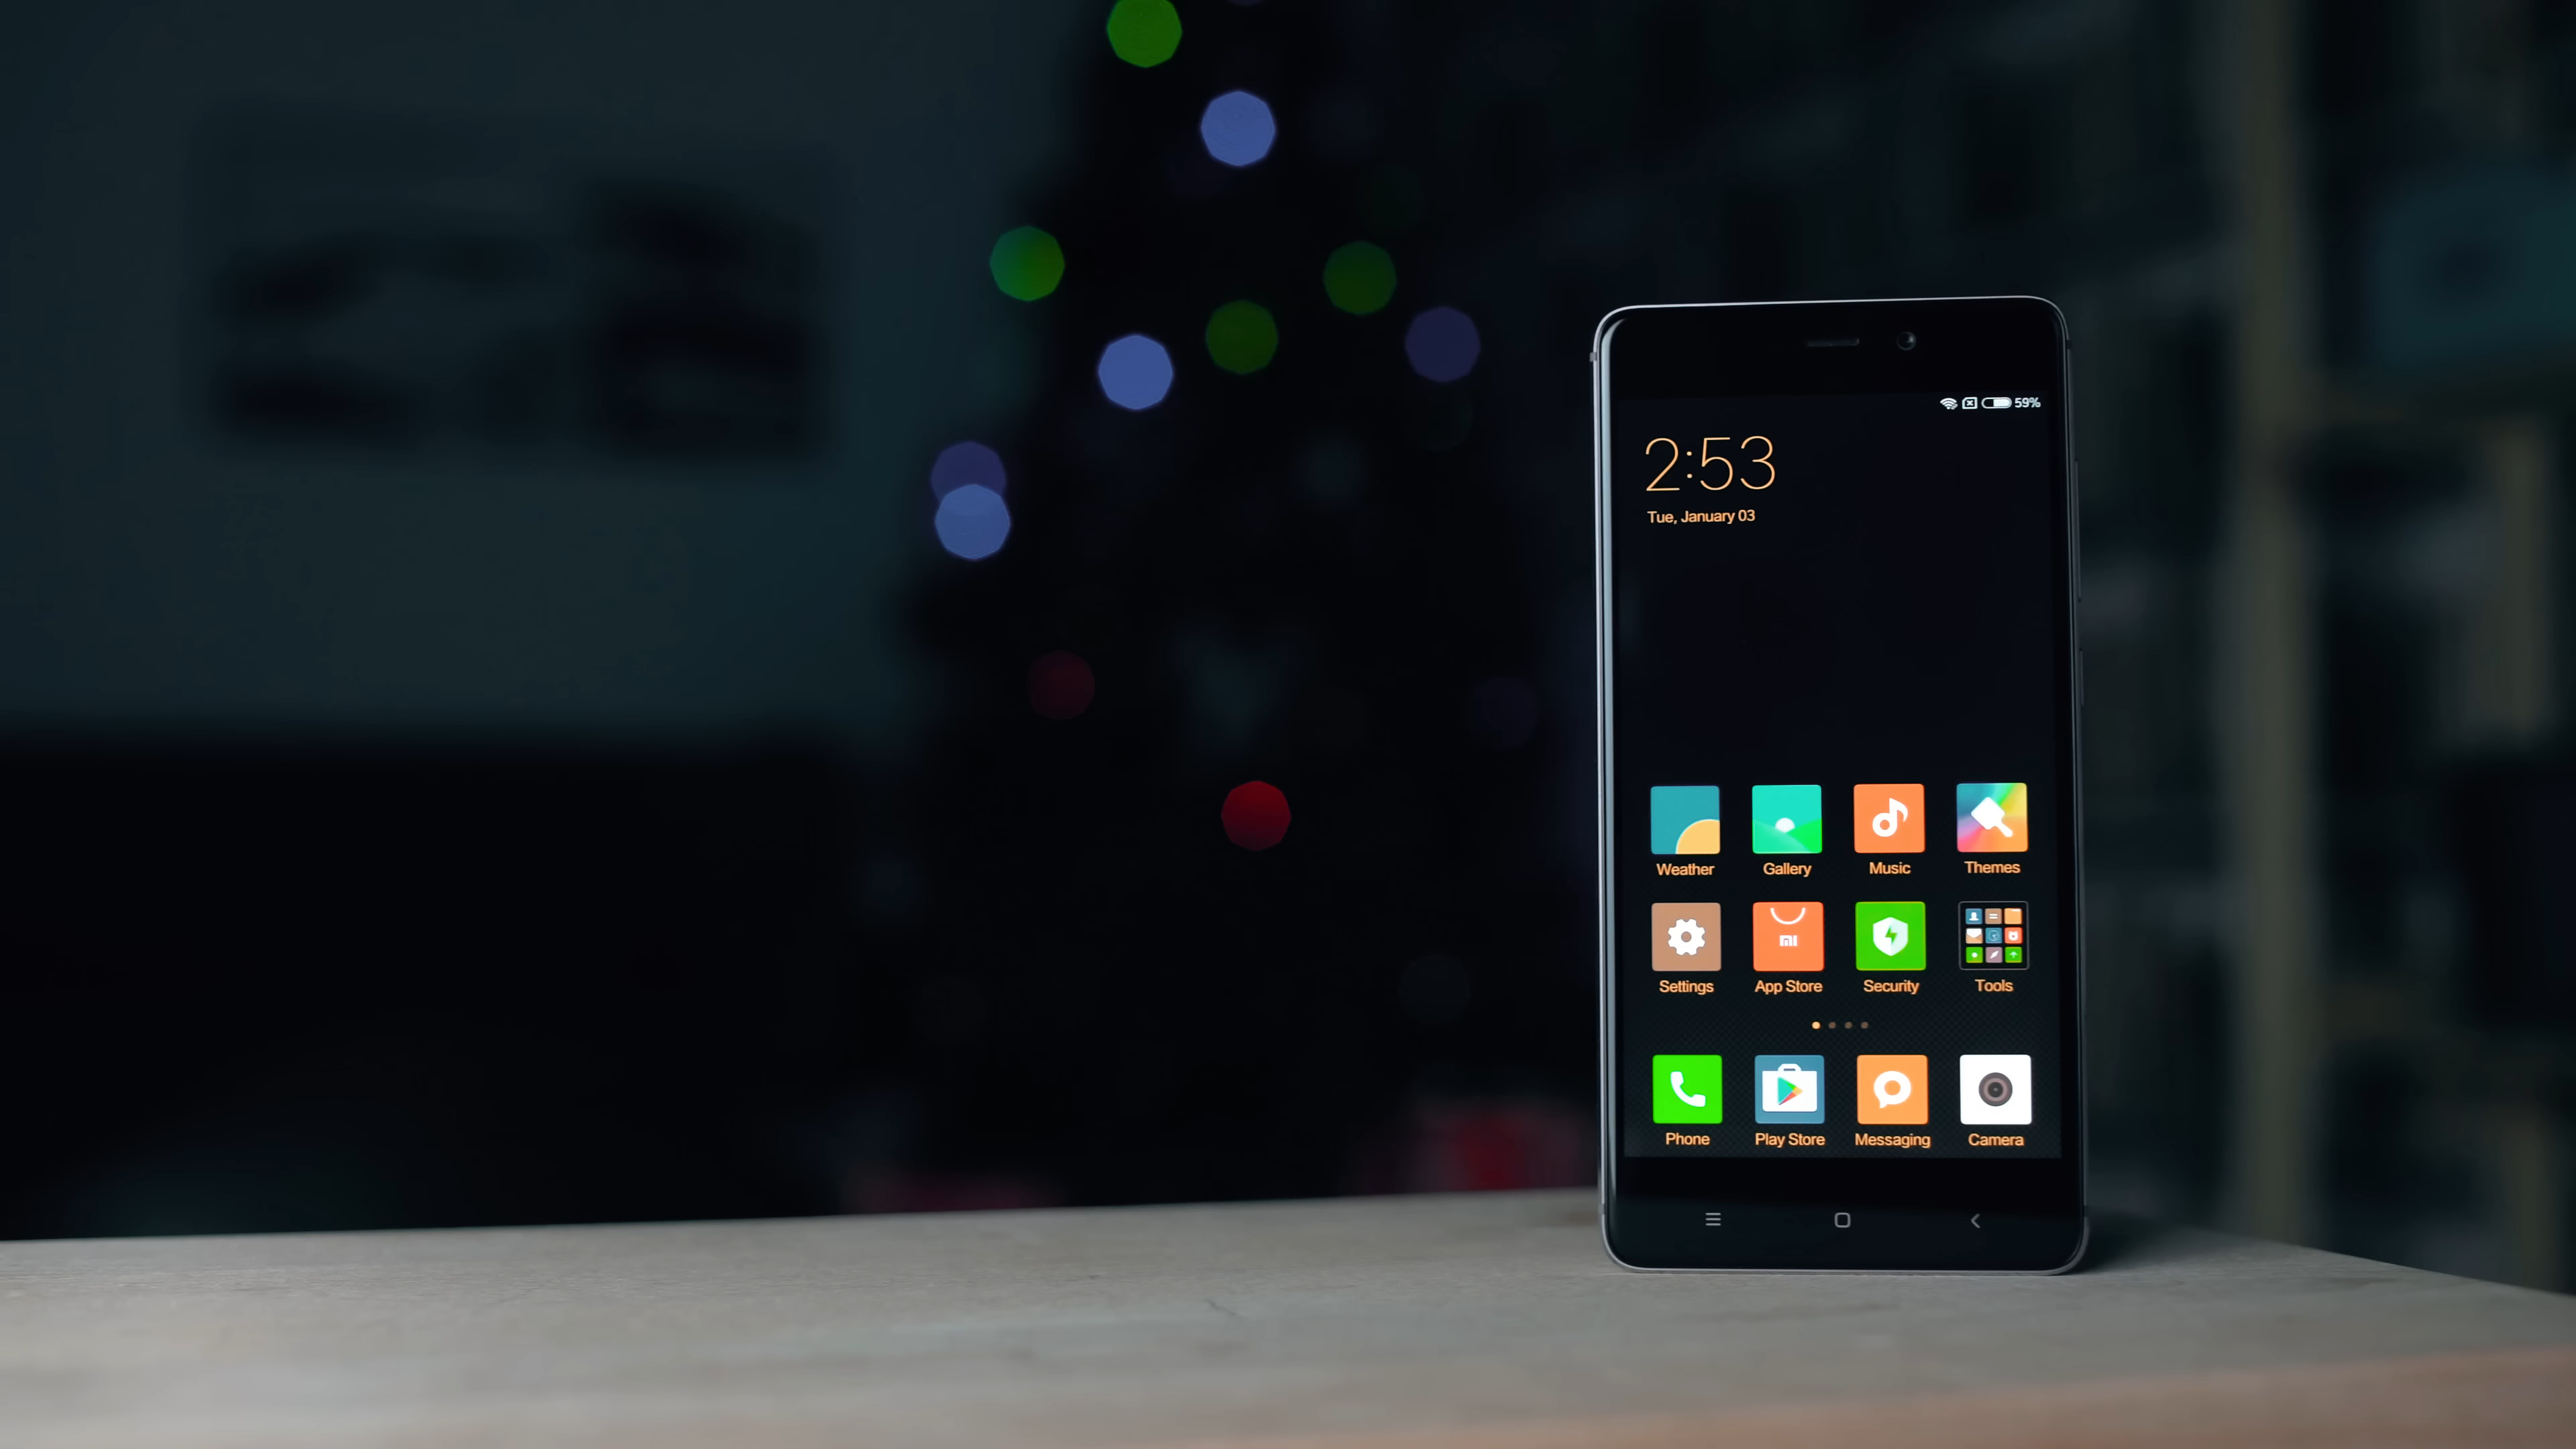 59%
2:53
Tue, January 03
Weather Gallery Music Themes
mi
Settings App Store Security Tools
Phone Play Store Messaging Camera